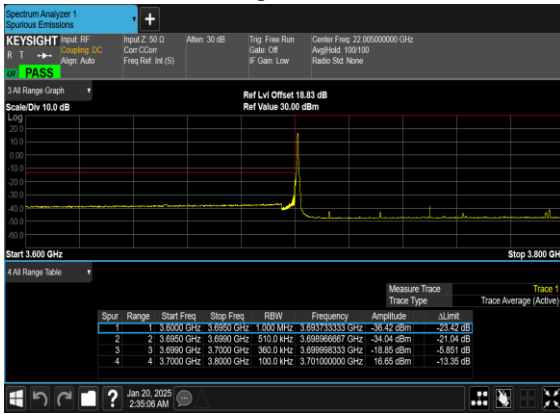 Spectrum Analyzer 1
Spurious Emissions
+
KEYSIGHT Input: RF Input Z: 50 Ω Atten: 30 dB Trig: Free Run Center Freq: 22.005000000 GHz
R T Coupling: DC Corr CCorr Gate: Off Avg|Hold: 100/100
Align: Auto Freq Ref: Int (S) IF Gain: Low Radio Std: None
PASS
3 All Range Graph Ref Lvl Offset 18.83 dB
Scale/Div 10.0 dB Ref Value 30.00 dBm
Log
20.0
10.0
0.00
-10.0
-20.0
-30.0
-40.0
-50.0
-60.0
Start 3.600 GHz Stop 3.800 GH
4 All Range Table
Measure Trace Trace 1
Trace Type Trace Average (Active)
Spur Range Start Freq Stop Freq RBW Frequency Amplitude ΔLimit
1 1 3.6000 GHz 3.6950 GHz 1.000 MHz 3.693733333 GHz -36.42 dBm -23.42 dB
2 2 3.6950 GHz 3.6990 GHz 510.0 kHz 3.698966667 GHz -34.04 dBm -21.04 dB
3 3 3.6990 GHz 3.7000 GHz 360.0 kHz 3.699998333 GHz -18.85 dBm -5.851 dB
4 4 3.7000 GHz 3.8000 GHz 100.0 kHz 3.701000000 GHz 16.65 dBm -13.35 dB
? Jan 20, 2025
2:35:06 AM